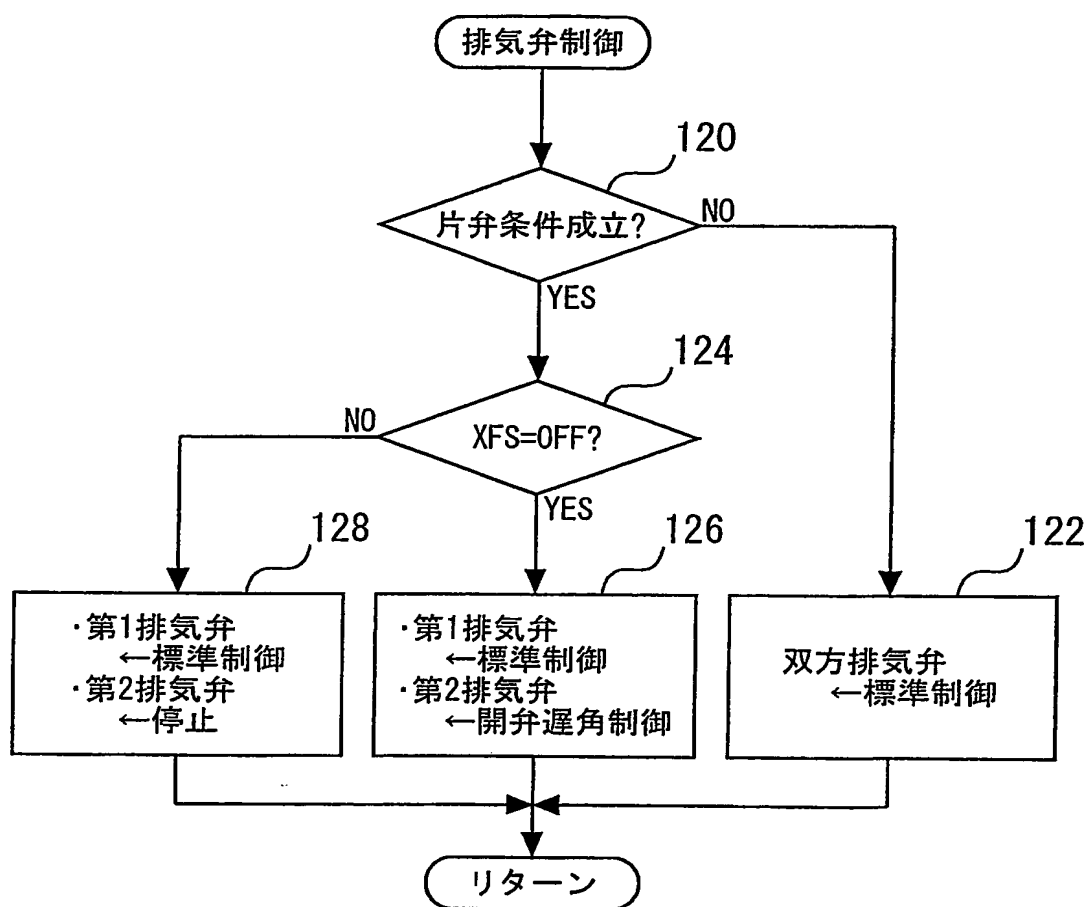 排気弁制御
120
片弁条件成立?
NO
YES
124
NO
XFS=OFF?
YES
128
126
122
・第1排気弁
←標準制御
・第2排気弁
←停止
・第1排気弁
←標準制御
・第2排気弁
←開弁遅角制御
双方排気弁
←標準制御
リターン